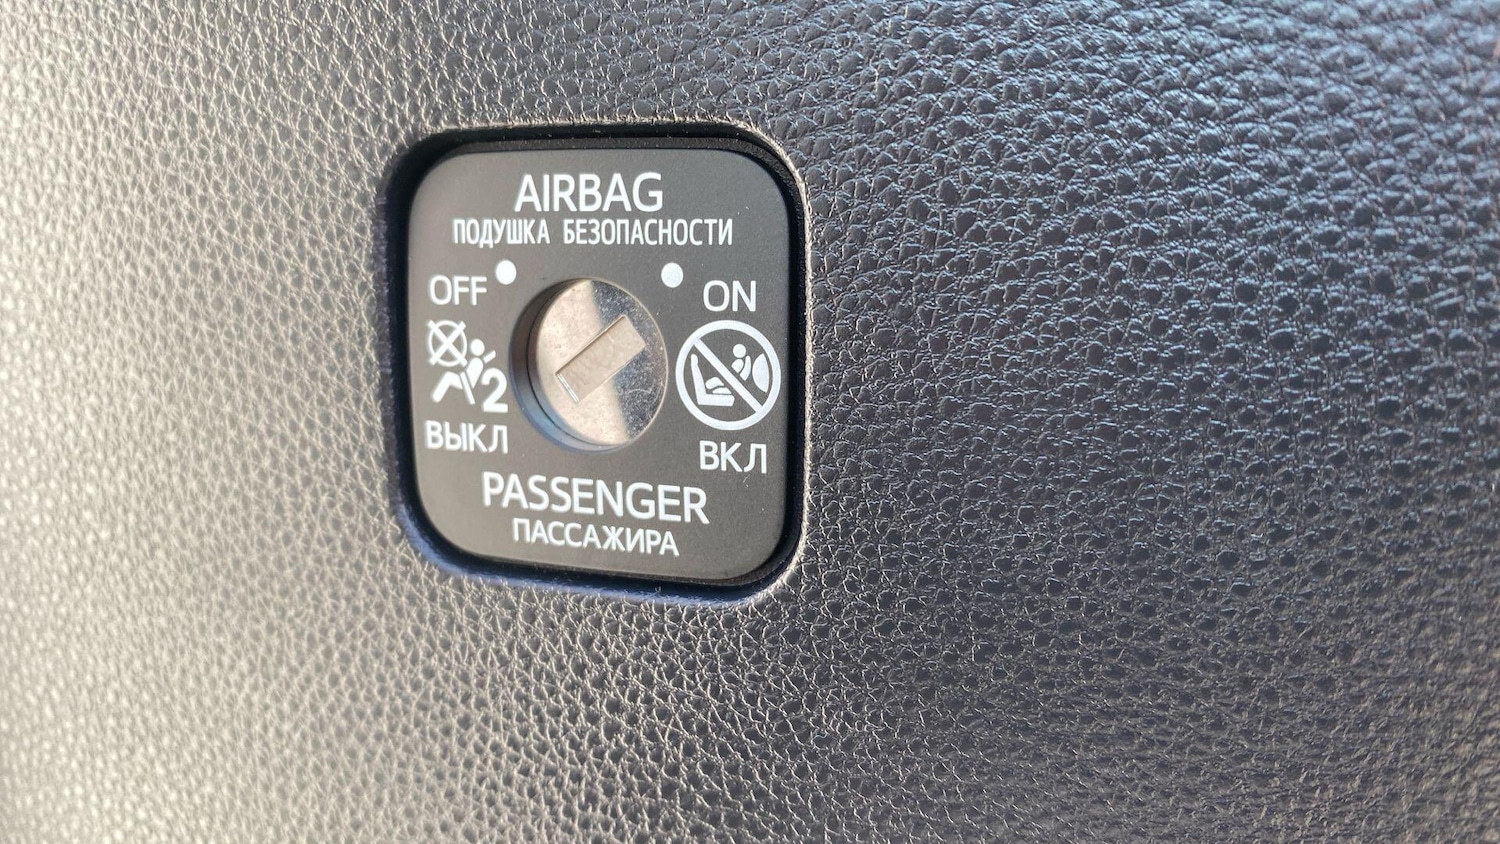 AIRBAG
ПОДУШКА БЕЗОПАСНОСТИ
OFF
ON
2
ВЫКЛ
ВКЛ
PASSENGER
ПАССАЖИРА